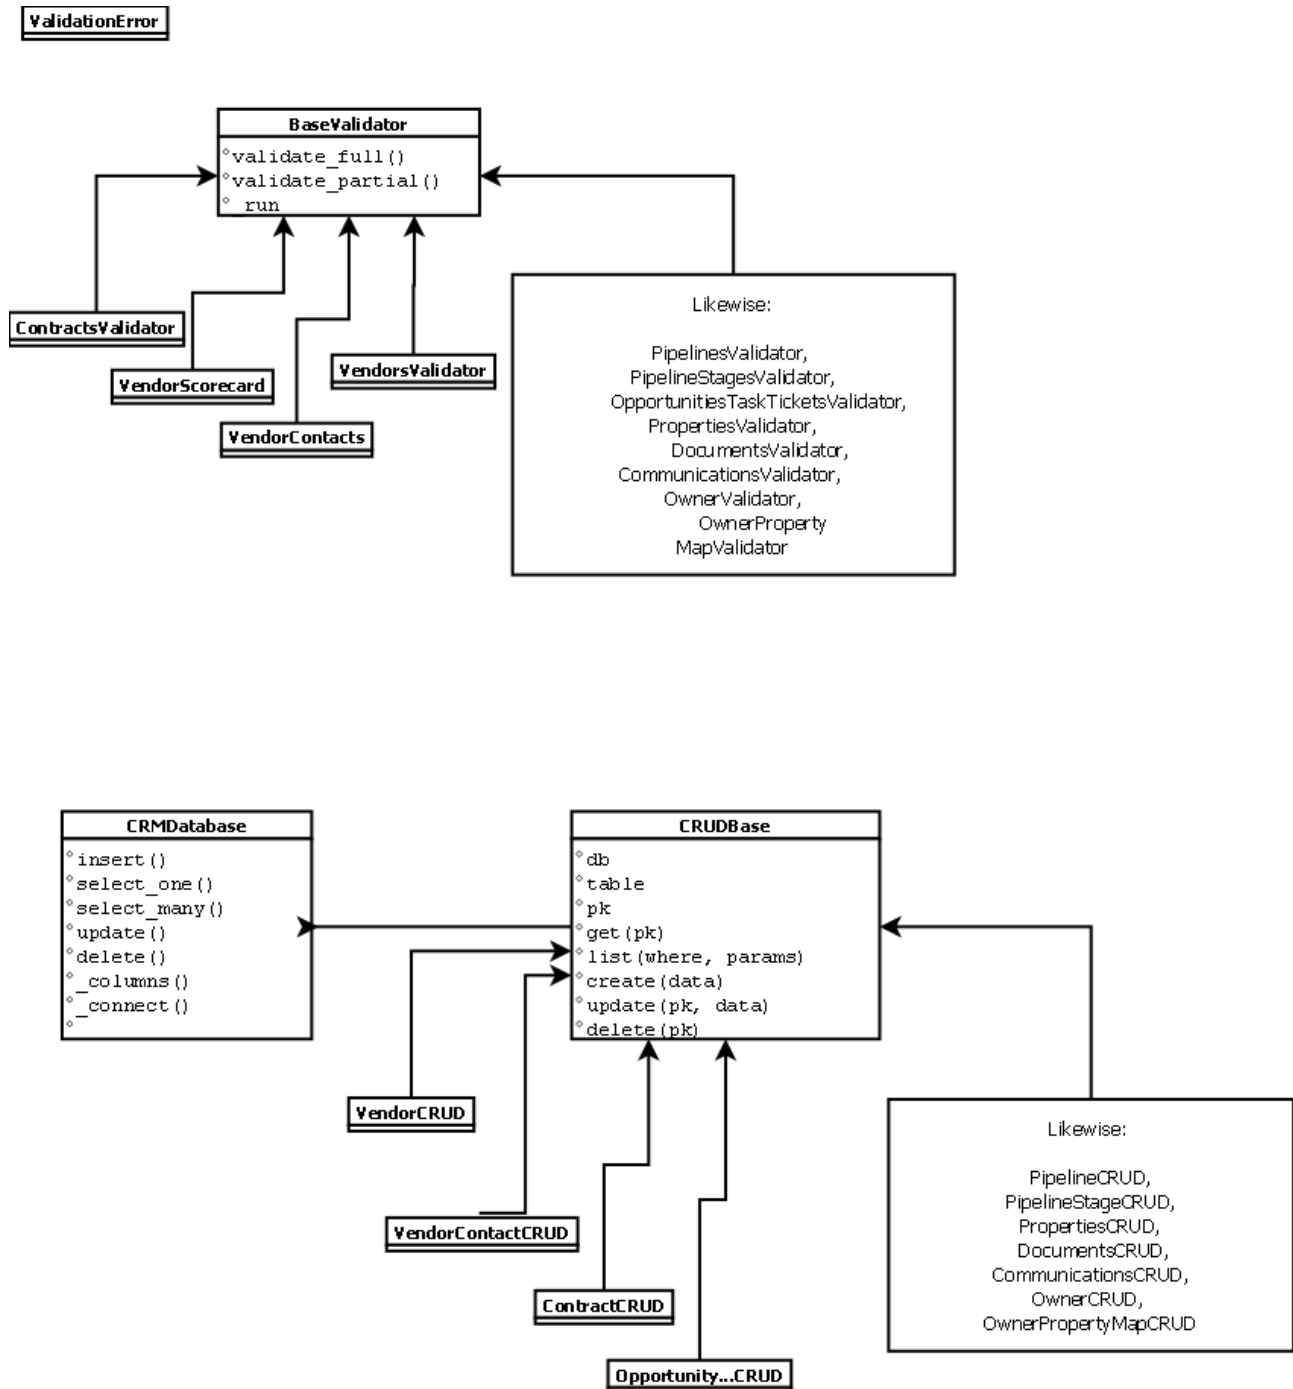 ValidationError
BaseValidator
validate_full()
validate_partial()
_run
ContractsValidator
VendorScorecard
VendorContacts
VendorsValidator
Likewise:
PipelinesValidator,
PipelineStagesValidator,
OpportunitiesTaskTicketsValidator,
PropertiesValidator,
DocumentsValidator,
CommunicationsValidator,
OwnerValidator,
OwnerProperty
MapValidator
CRMDatabase
insert()
select_one()
select_many()
update()
delete()
_columns()
_connect()
CRUDBase
db
table
pk
get(pk)
list(where, params)
create(data)
update(pk, data)
delete(pk)
VendorCRUD
VendorContactCRUD
ContractCRUD
Opportunity...CRUD
Likewise:
PipelineCRUD,
PipelineStageCRUD,
PropertiesCRUD,
DocumentsCRUD,
CommunicationsCRUD,
OwnerCRUD,
OwnerPropertyMapCRUD